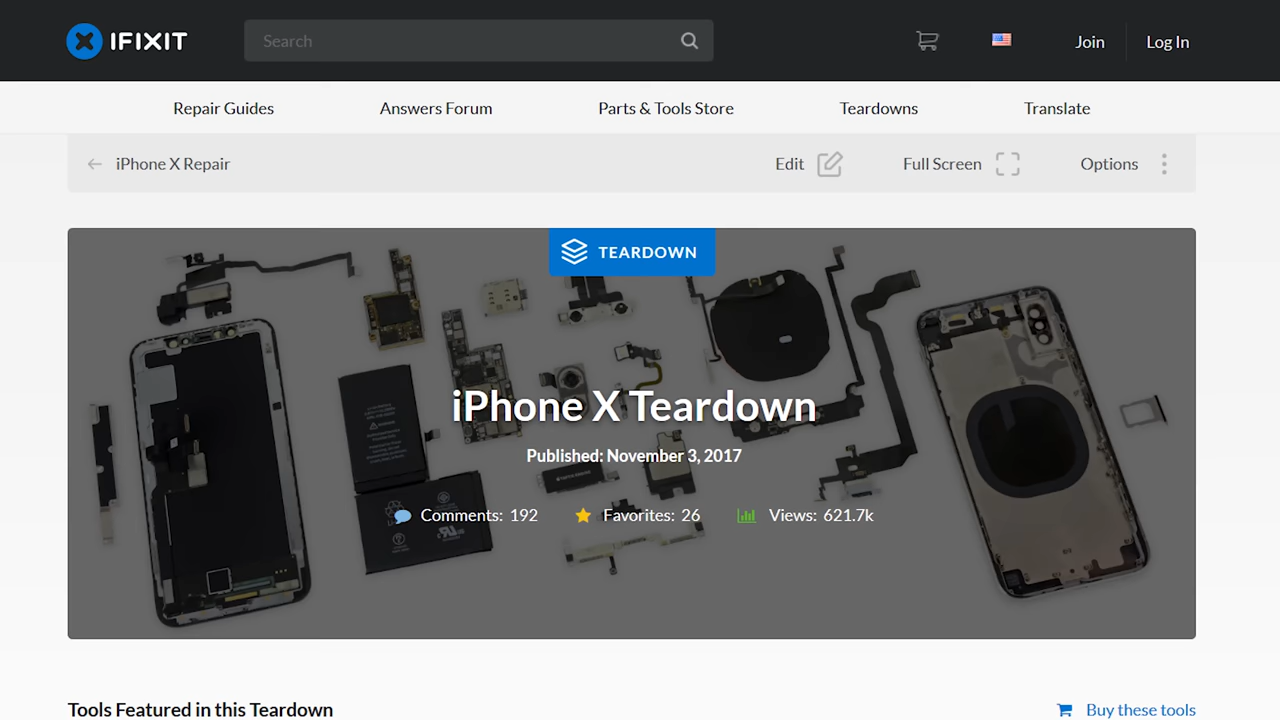 IFIXIT
Search
Join
Log In
Repair Guides
Answers Forum
Parts & Tools Store
Teardowns
Translate
iPhone X Repair
Edit
Full Screen
Options
TEARDOWN
iPhone X Teardown
Published: November 3, 2017
Comments: 192
Favorites: 26
Views: 621.7k
Tools Featured in this Teardown
Buy these tools